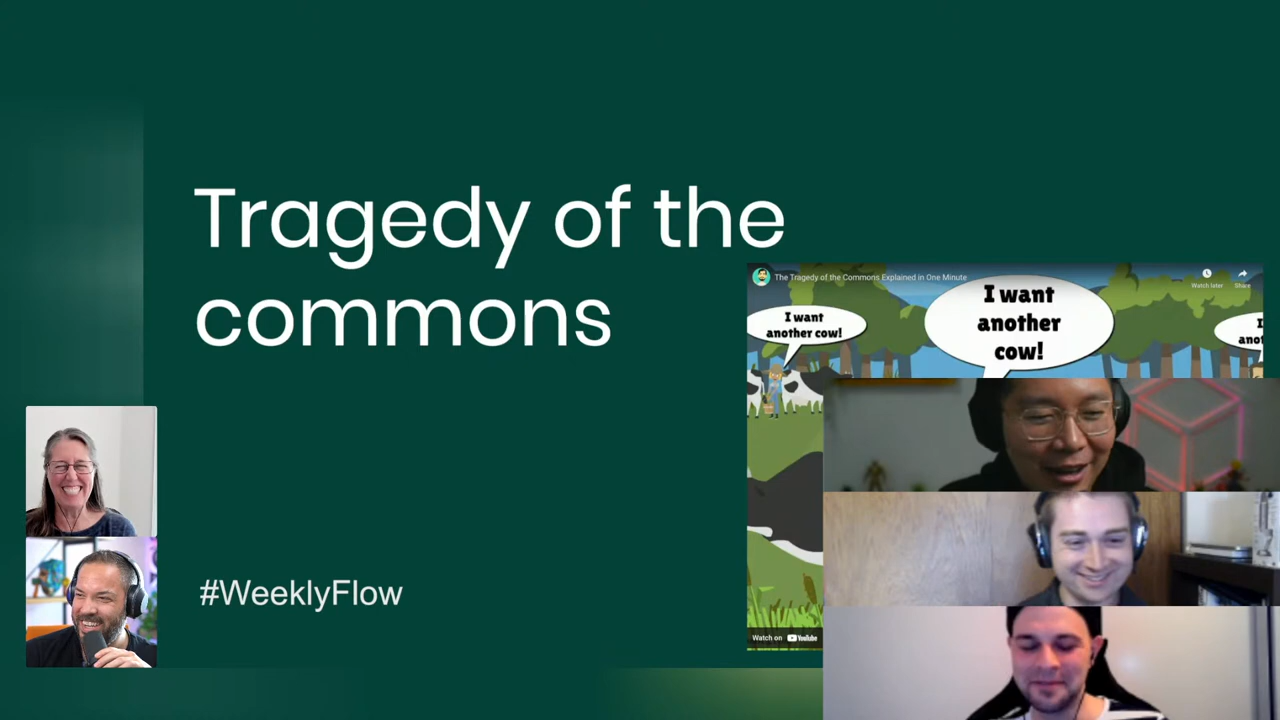 Tragedy of the
commons
The Tragedy of the Commons Explained in One Minute
Watch later
Share
I want
another cow!
I want
another
cow!
I
Watch on
YouTube
#WeeklyFlow